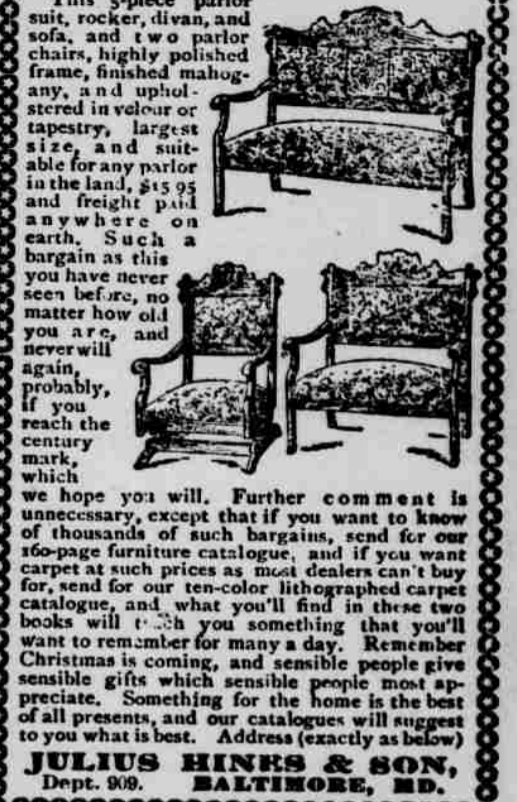 This 5-piece parlor
suit, rocker, divan, and
sofa, and two parlor
chairs, highly polished
frame, finished mahog-
any, and uphol-
stered in velour or
tapestry, largest
size, and suit-
able for any parlor
in the land, $15 95
and freight paid
anywhere on
earth. Such a
bargain as this
you have never
seen before, no
matter how old
you are, and
never will
again,
probably,
if you
reach the
century
mark,
which
we hope you will. Further comment is
unnecessary, except that if you want to know
of thousands of such bargains, send for our
160-page furniture catalogue, and if you want
carpet at such prices as most dealers can't buy
for, send for our ten-color lithographed carpet
catalogue, and what you'll find in these two
books will teach you something that you'll
want to remember for many a day. Remember
Christmas is coming, and sensible people give
sensible gifts which sensible people most ap-
preciate. Something for the home is the best
of all presents, and our catalogues will suggest
to you what is best. Address (exactly as below)
JULIUS HINES & SON,
Dept. 909. BALTIMORE, MD.